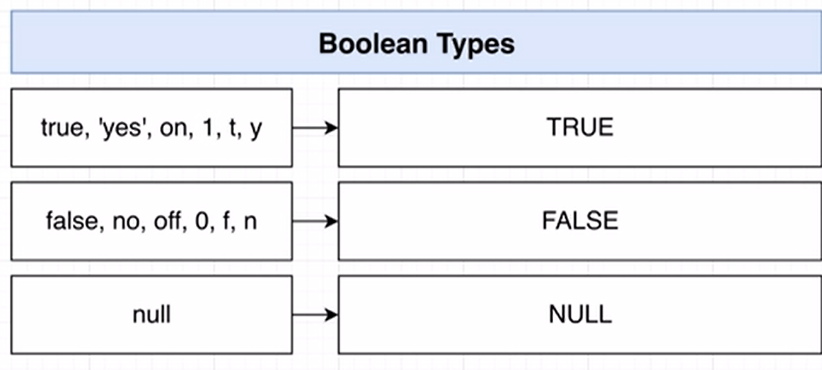 Boolean Types
true, 'yes', on, 1, t, y
TRUE
false, no, off, 0, f, n
FALSE
null
NULL